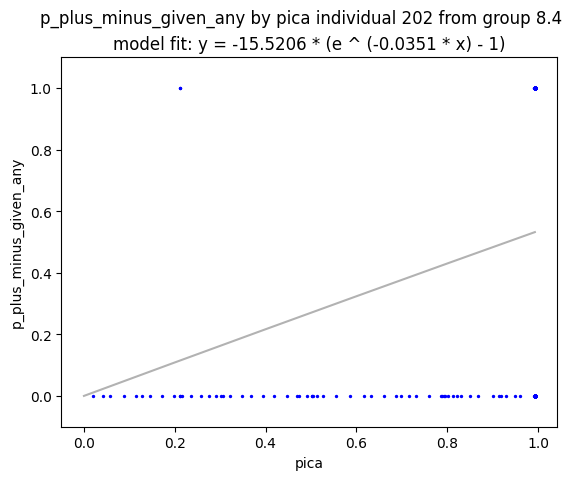 p_plus_minus_given_any by pica individual 202 from group 8.4
model fit: y = -15.5206 * (e ^ (-0.0351 * x) - 1)
1.0
0.8
0.6
0.4
0.2
0.0
p_plus_minus_given_any
0.0 0.2 0.4 0.6 0.8 1.0
pica